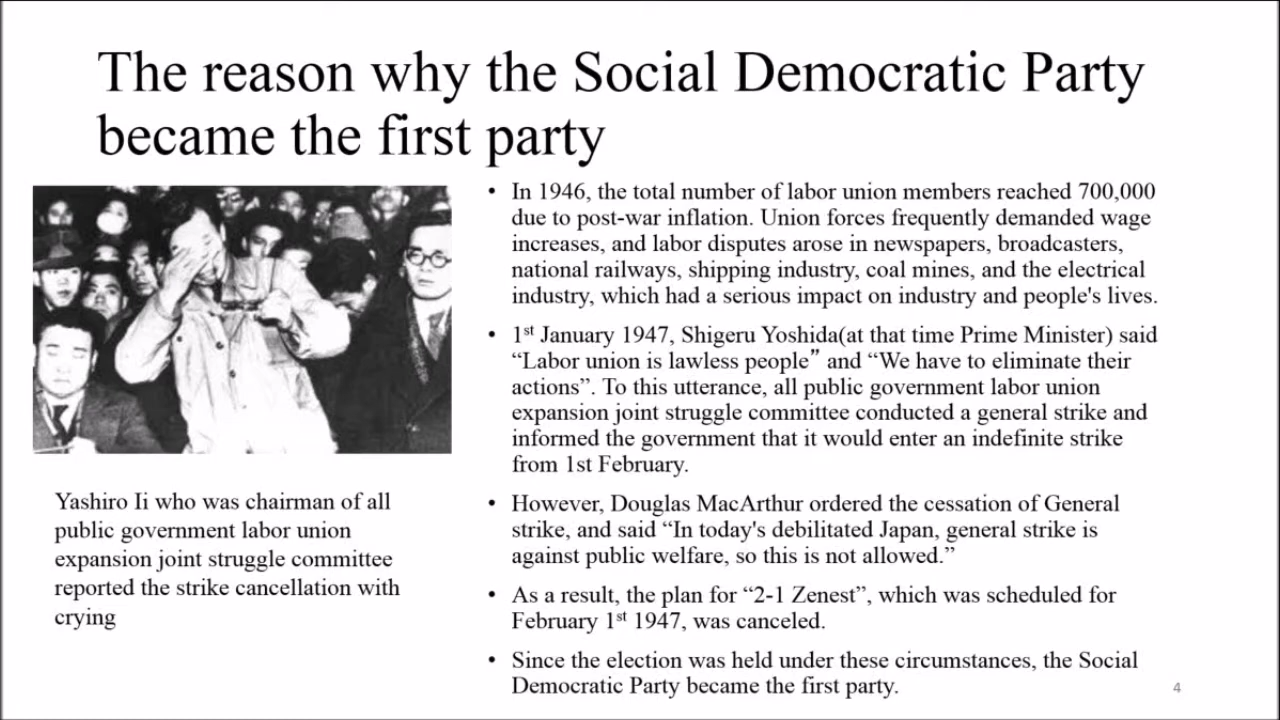 The reason why the Social Democratic Party
became the first party
• In 1946, the total number of labor union members reached 700,000
due to post-war inflation. Union forces frequently demanded wage
increases, and labor disputes arose in newspapers, broadcasters,
national railways, shipping industry, coal mines, and the electrical
industry, which had a serious impact on industry and people's lives.
• 1st January 1947, Shigeru Yoshida(at that time Prime Minister) said
“Labor union is lawless people” and “We have to eliminate their
actions”. To this utterance, all public government labor union
expansion joint struggle committee conducted a general strike and
informed the government that it would enter an indefinite strike
from 1st February.
• However, Douglas MacArthur ordered the cessation of General
strike, and said “In today's debilitated Japan, general strike is
against public welfare, so this is not allowed.”
• As a result, the plan for “2-1 Zenest”, which was scheduled for
February 1st 1947, was canceled.
• Since the election was held under these circumstances, the Social
Democratic Party became the first party.
Yashiro Ii who was chairman of all
public government labor union
expansion joint struggle committee
reported the strike cancellation with
crying
4